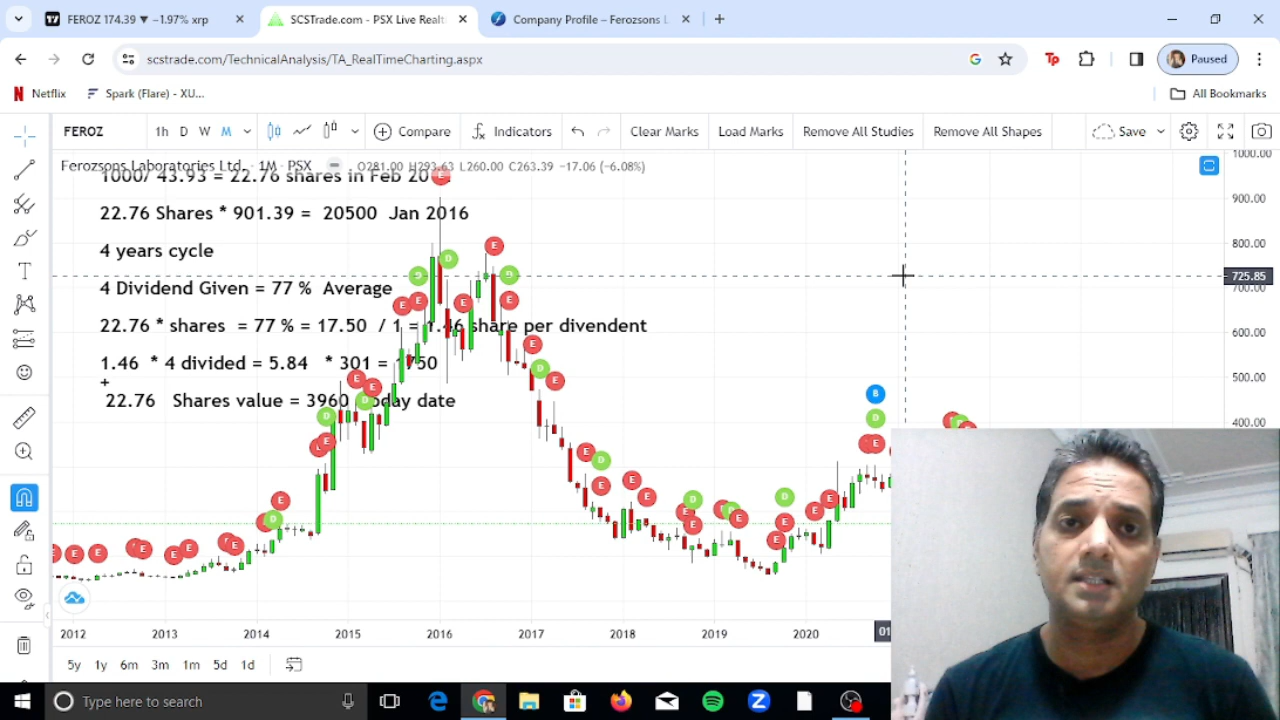 FEROZ 174.39 ▼ −1.97% xrp
SCSTrade.com - PSX Live Realt
Company Profile – Ferozsons L
scstrade.com/TechnicalAnalysis/TA_RealTimeCharting.aspx
Paused
Netflix
Spark (Flare) - XU...
All Bookmarks
FEROZ 1h D W M Compare Indicators Clear Marks Load Marks Remove All Studies Remove All Shapes Save
Ferozsons Laboratories Ltd. · 1M · PSX O281.00 H293.63 L260.00 C263.39 −17.06 (−6.08%)
1000/ 43.93 = 22.76 shares in Feb
22.76 Shares * 901.39 = 20500 Jan 2016
4 years cycle
4 Dividend Given = 77 % Average
22.76 * shares = 77 % = 17.50 / 1 = 1.46 share per divendent
1.46 * 4 divided = 5.84 * 301 = 1750
+
22.76 Shares value = 3960 Today date
1000.00
900.00
800.00
725.85
700.00
600.00
500.00
400.00
2012 2013 2014 2015 2016 2017 2018 2019 2020 01
5y 1y 6m 3m 1m 5d 1d
Type here to search